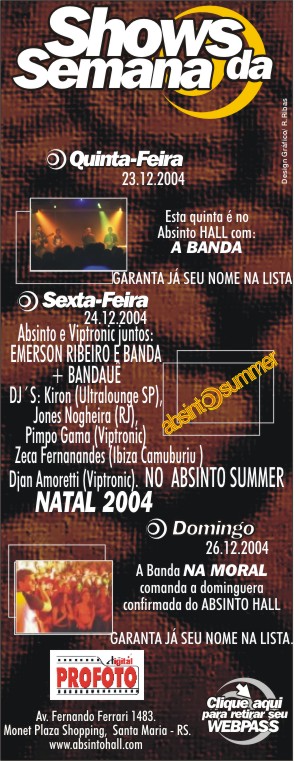 Shows
da
Semana
Design Gráfico/ R.Ribas
Quinta-Feira
23.12.2004
Esta quinta é no
Absinto HALL com:
A BANDA
GARANTA JÁ SEU NOME NA LISTA
Sexta-Feira
24.12.2004
Absinto e Viptronic juntos:
EMERSON RIBEIRO E BANDA
+ BANDAUÊ
DJ´S: Kiron (Ultralounge SP),
Jones Nogheira (RJ),
Pimpo Gama (Viptronic)
Zeca Fernanandes (Ibiza Camuburiu )
Djan Amoretti (Viptronic). NO ABSINTO SUMMER
NATAL 2004
absinto summer
Domingo
26.12.2004
A Banda NA MORAL
comanda a dominguera
confirmada do ABSINTO HALL
GARANTA JÁ SEU NOME NA LISTA.
digital
PROFOTO
Clique aqui
para retirar seu
WEBPASS
Av. Fernando Ferrari 1483.
Monet Plaza Shopping, Santa Maria - RS.
www.absintohall.com